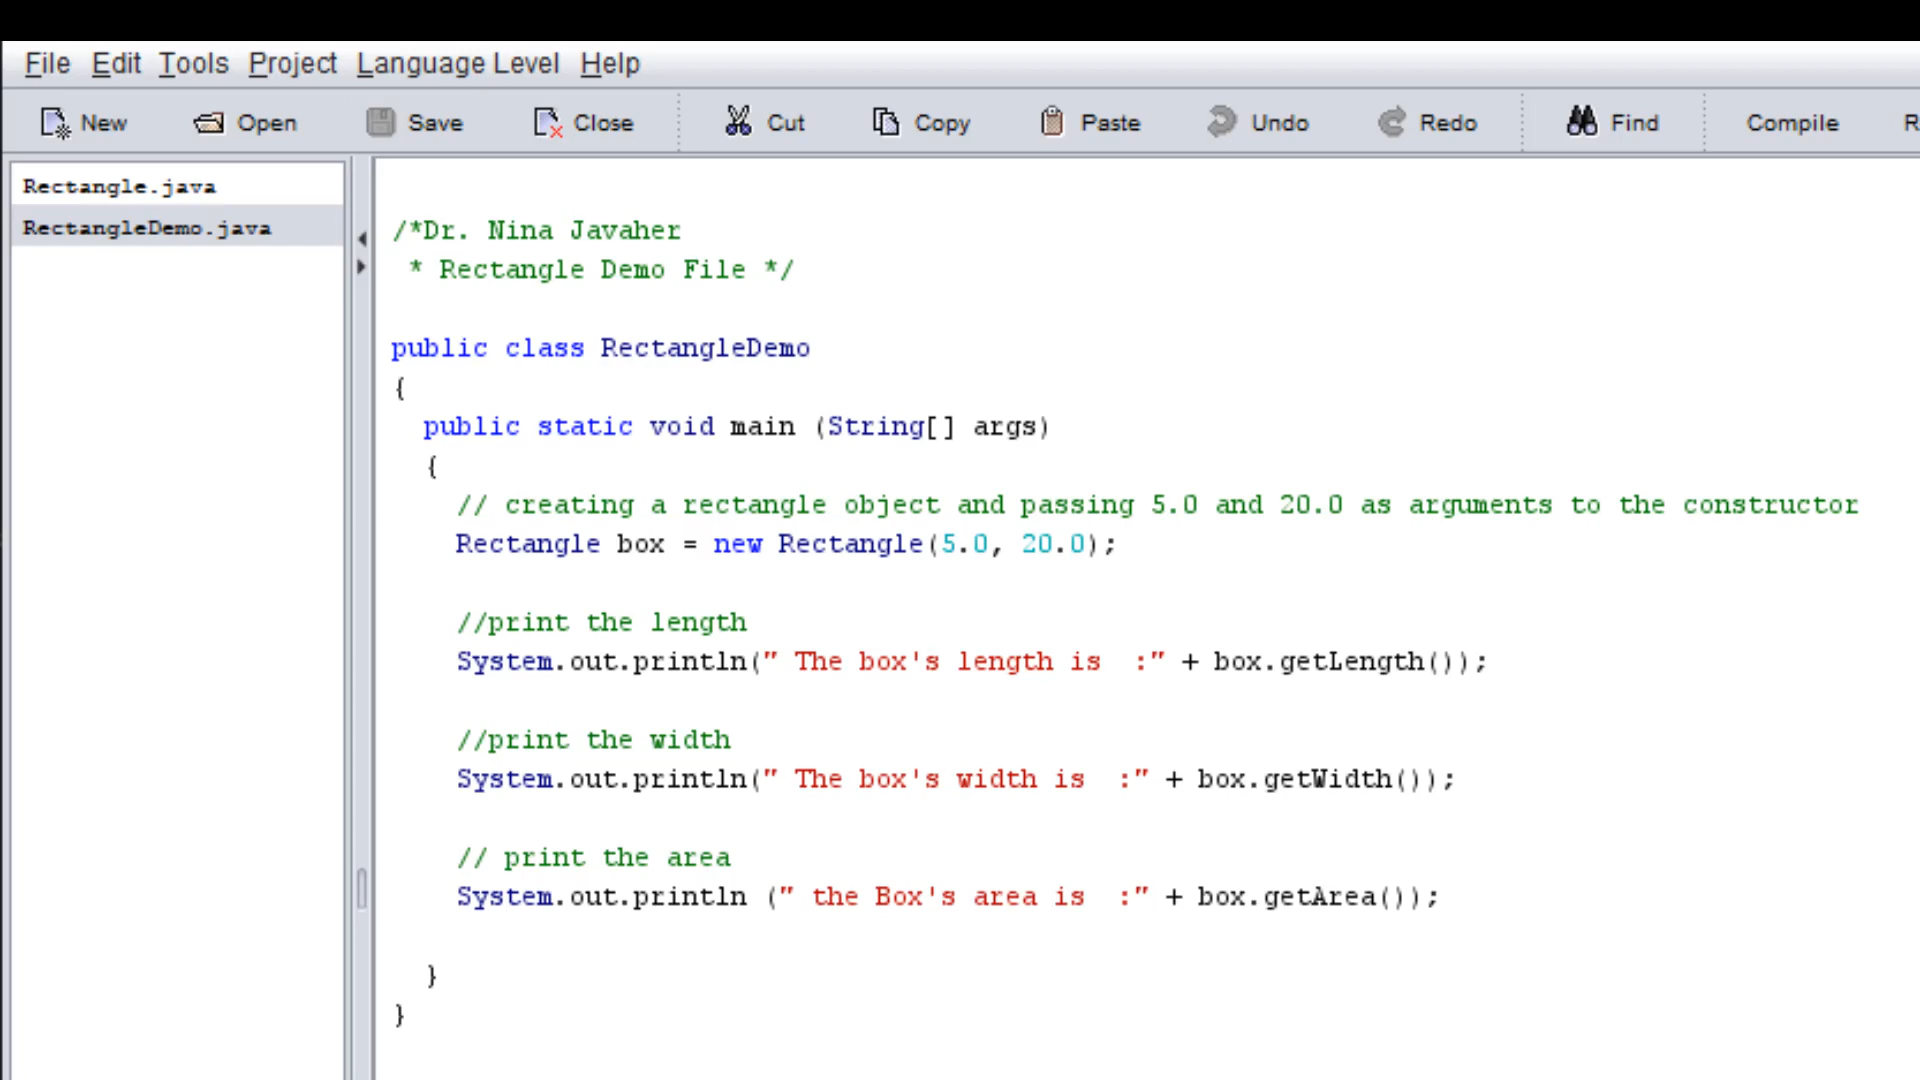 File Edit Tools Project Language Level Help
New Open Save Close Cut Copy Paste Undo Redo Find Compile R
Rectangle.java
RectangleDemo.java
/*Dr. Nina Javaher
 * Rectangle Demo File */
public class RectangleDemo
{
  public static void main (String[] args)
  {
    // creating a rectangle object and passing 5.0 and 20.0 as arguments to the constructor
    Rectangle box = new Rectangle(5.0, 20.0);
    //print the length
    System.out.println(" The box's length is  :" + box.getLength());
    //print the width
    System.out.println(" The box's width is  :" + box.getWidth());
    // print the area
    System.out.println (" the Box's area is  :" + box.getArea());
  }
}